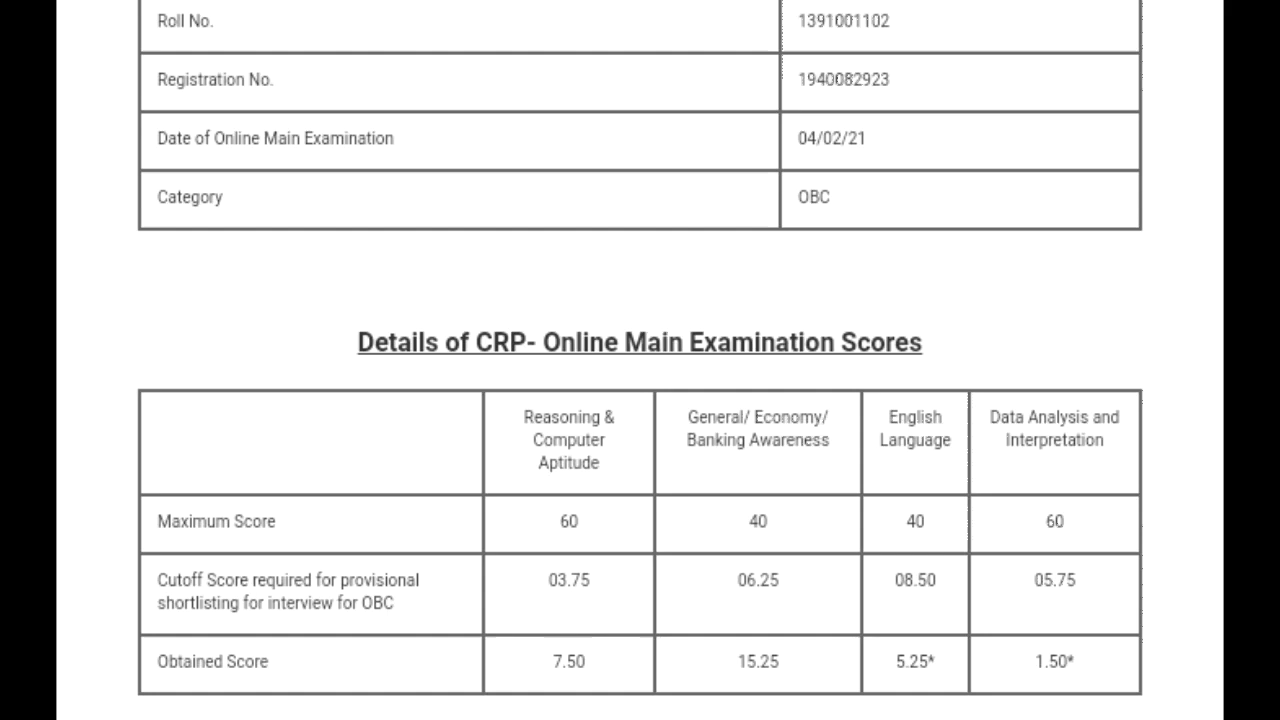 Roll No. 1391001102
Registration No. 1940082923
Date of Online Main Examination 04/02/21
Category OBC
Details of CRP- Online Main Examination Scores
Reasoning & Computer Aptitude General/ Economy/ Banking Awareness English Language Data Analysis and Interpretation
Maximum Score 60 40 40 60
Cutoff Score required for provisional shortlisting for interview for OBC 03.75 06.25 08.50 05.75
Obtained Score 7.50 15.25 5.25* 1.50*